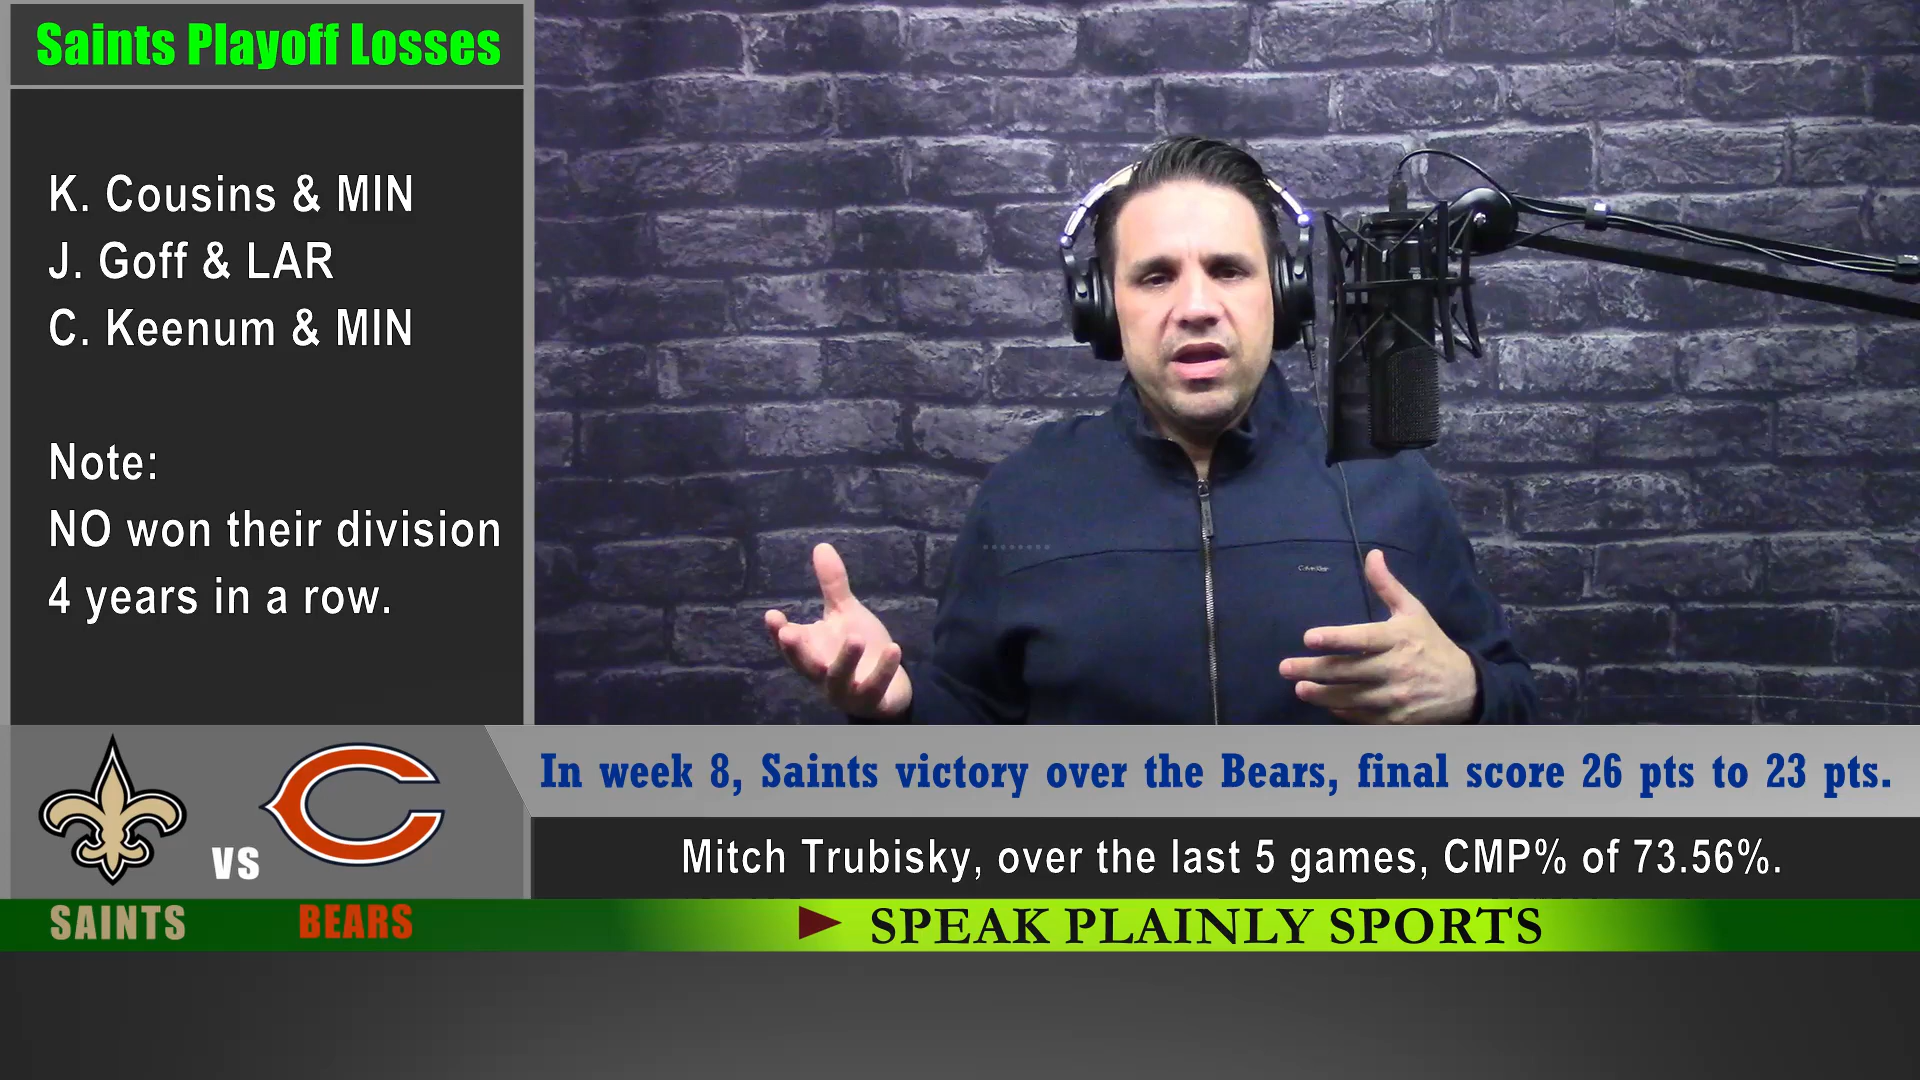 Saints Playoff Losses
K. Cousins & MIN
J. Goff & LAR
C. Keenum & MIN
Note:
NO won their division
4 years in a row.
In week 8, Saints victory over the Bears, final score 26 pts to 23 pts.
Mitch Trubisky, over the last 5 games, CMP% of 73.56%.
VS
SAINTS
BEARS
SPEAK PLAINLY SPORTS
Calvin Klein